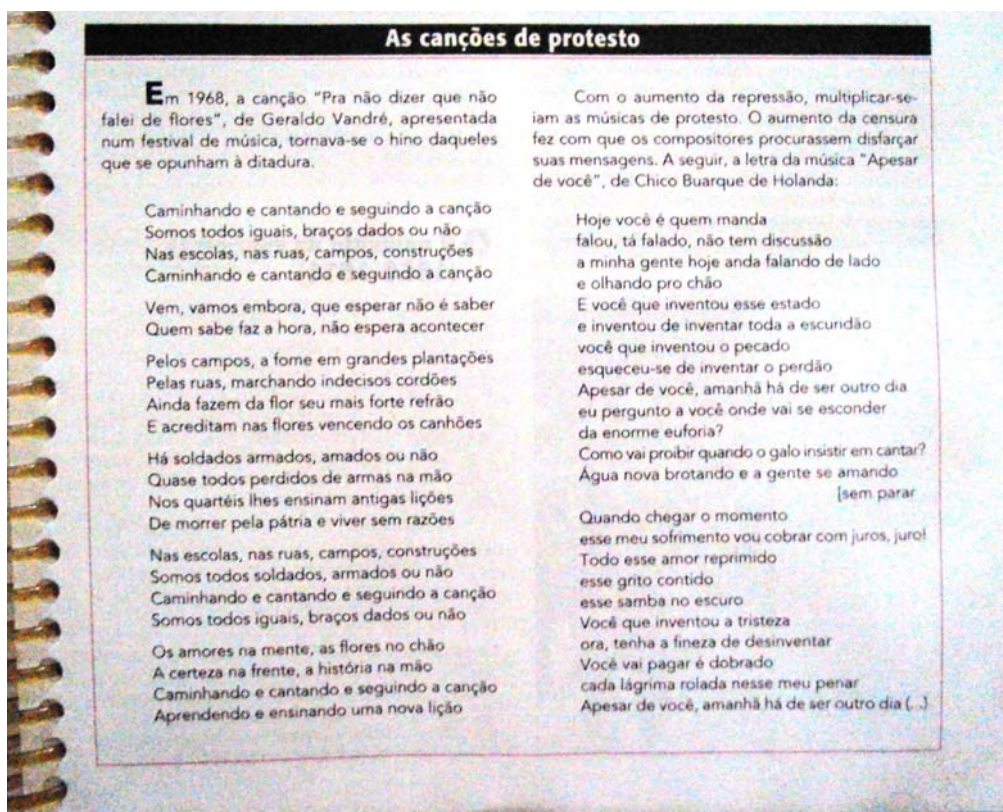 As canções de protesto
Em 1968, a canção "Pra não dizer que não
falei de flores", de Geraldo Vandré, apresentada
num festival de música, tornava-se o hino daqueles
que se opunham à ditadura.
Caminhando e cantando e seguindo a canção
Somos todos iguais, braços dados ou não
Nas escolas, nas ruas, campos, construções
Caminhando e cantando e seguindo a canção
Vem, vamos embora, que esperar não é saber
Quem sabe faz a hora, não espera acontecer
Pelos campos, a fome em grandes plantações
Pelas ruas, marchando indecisos cordões
Ainda fazem da flor seu mais forte refrão
E acreditam nas flores vencendo os canhões
Há soldados armados, amados ou não
Quase todos perdidos de armas na mão
Nos quartéis lhes ensinam antigas lições
De morrer pela pátria e viver sem razões
Nas escolas, nas ruas, campos, construções
Somos todos soldados, armados ou não
Caminhando e cantando e seguindo a canção
Somos todos iguais, braços dados ou não
Os amores na mente, as flores no chão
A certeza na frente, a história na mão
Caminhando e cantando e seguindo a canção
Aprendendo e ensinando uma nova lição
Com o aumento da repressão, multiplicar-se-
iam as músicas de protesto. O aumento da censura
fez com que os compositores procurassem disfarçar
suas mensagens. A seguir, a letra da música "Apesar
de você", de Chico Buarque de Holanda:
Hoje você é quem manda
falou, tá falado, não tem discussão
a minha gente hoje anda falando de lado
e olhando pro chão
E você que inventou esse estado
e inventou de inventar toda a escuridão
você que inventou o pecado
esqueceu-se de inventar o perdão
Apesar de você, amanhã há de ser outro dia
eu pergunto a você onde vai se esconder
da enorme euforia?
Como vai proibir quando o galo insistir em cantar?
Água nova brotando e a gente se amando
[sem parar
Quando chegar o momento
esse meu sofrimento vou cobrar com juros, juro!
Todo esse amor reprimido
esse grito contido
esse samba no escuro
Você que inventou a tristeza
ora, tenha a fineza de desinventar
Você vai pagar é dobrado
cada lágrima rolada nesse meu penar
Apesar de você, amanhã há de ser outro dia (...)